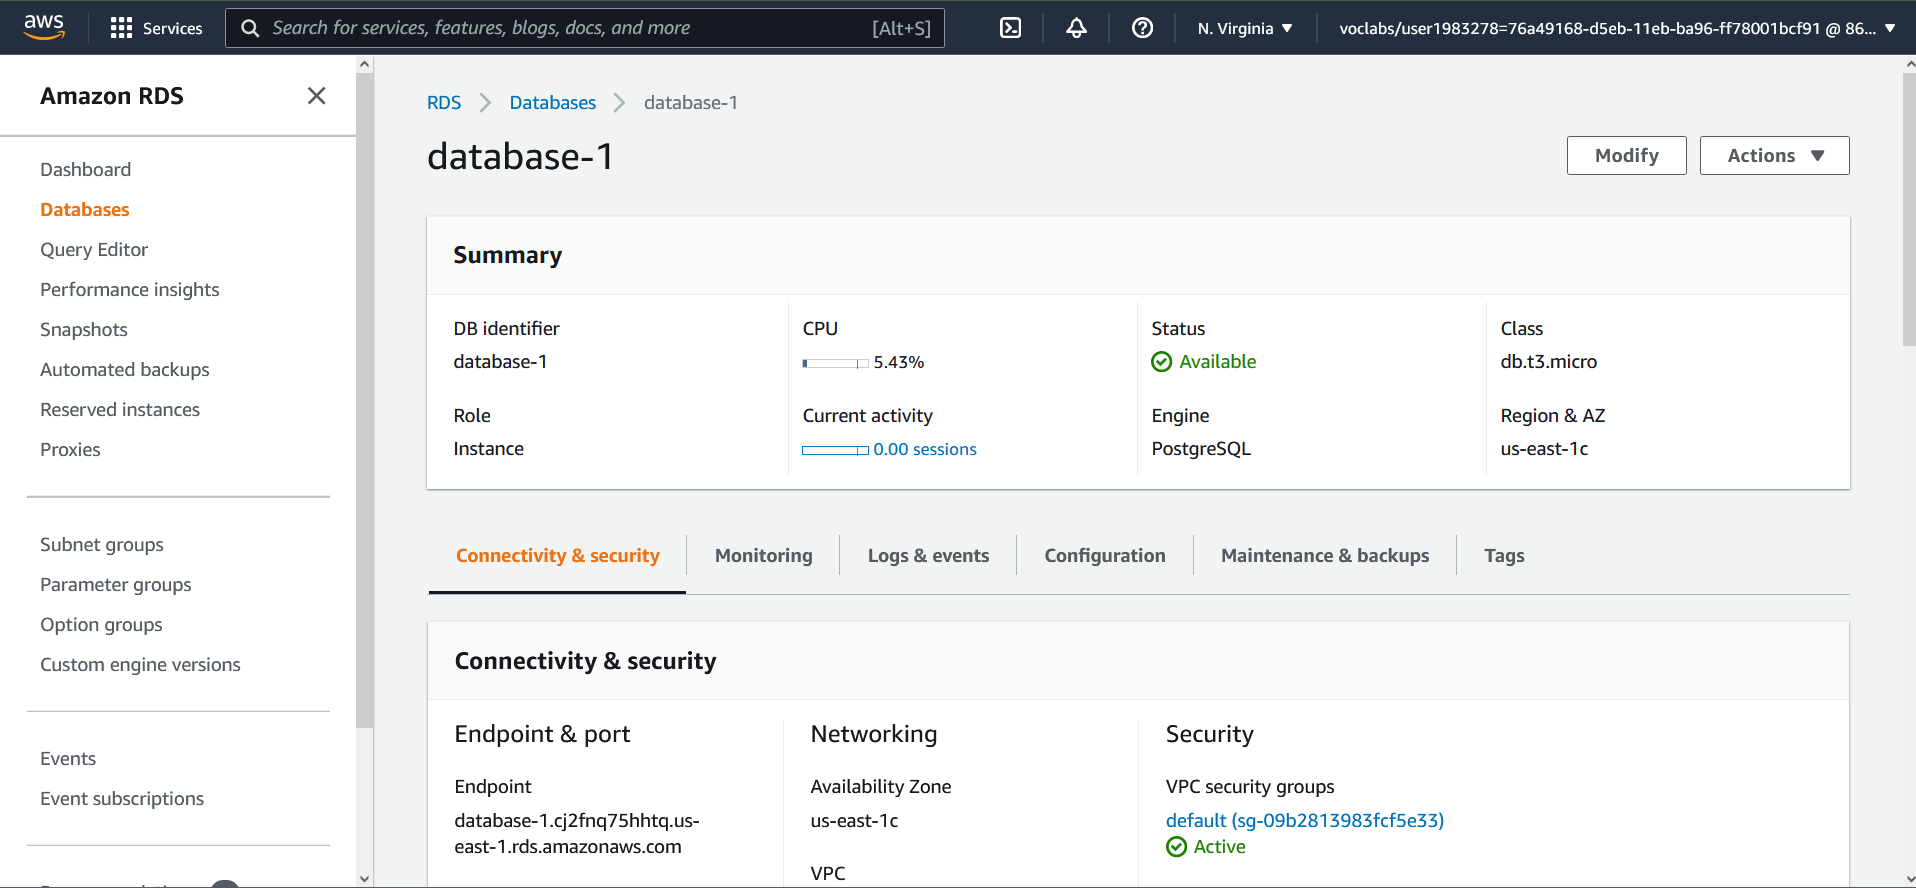 aws
Services
Search for services, features, blogs, docs, and more
[Alt+S]
N. Virginia
voclabs/user1983278=76a49168-d5eb-11eb-ba96-ff78001bcf91 @ 86...
Amazon RDS
Dashboard
Databases
Query Editor
Performance insights
Snapshots
Automated backups
Reserved instances
Proxies
Subnet groups
Parameter groups
Option groups
Custom engine versions
Events
Event subscriptions
RDS
Databases
database-1
database-1
Modify
Actions
Summary
DB identifier
database-1
CPU
5.43%
Status
Available
Class
db.t3.micro
Role
Instance
Current activity
0.00 sessions
Engine
PostgreSQL
Region & AZ
us-east-1c
Connectivity & security
Monitoring
Logs & events
Configuration
Maintenance & backups
Tags
Connectivity & security
Endpoint & port
Endpoint
database-1.cj2fnq75hhtq.us-
east-1.rds.amazonaws.com
Networking
Availability Zone
us-east-1c
VPC
Security
VPC security groups
default (sg-09b2813983fcf5e33)
Active